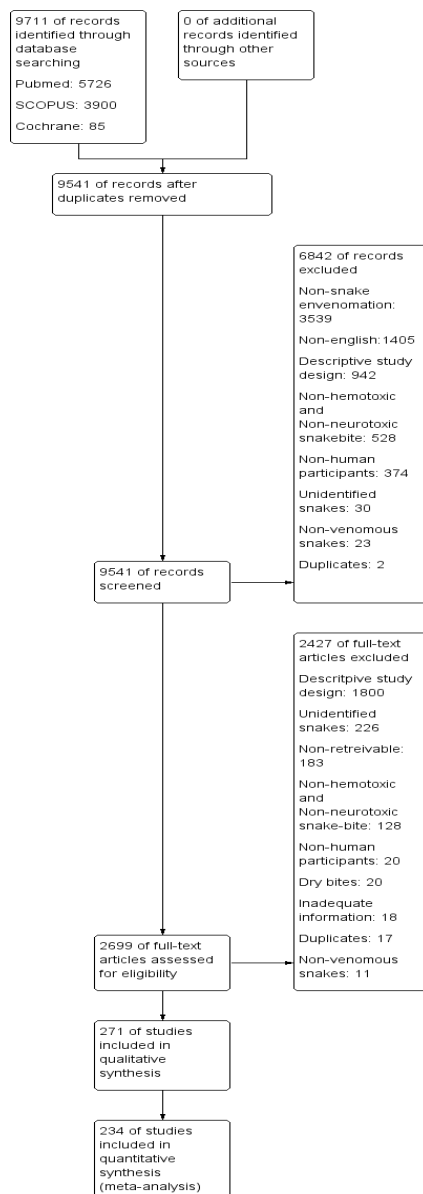 9711 of records
identified through
database
searching
Pubmed: 5726
SCOPUS: 3900
Cochrane: 85
0 of additional
records identified
through other
sources
9541 of records after
duplicates removed
6842 of records
excluded
Non-snake
envenomation:
3539
Non-english:1405
Descriptive study
design: 942
Non-hemotoxic
and
Non-neurotoxic
snakebite: 528
Non-human
participants: 374
Unidentified
snakes: 30
Non-venomous
snakes: 23
Duplicates: 2
9541 of records
screened
2427 of full-text
articles excluded
Descritpive study
design: 1800
Unidentified
snakes: 226
Non-retreivable:
183
Non-hemotoxic
and
Non-neurotoxic
snake-bite: 128
Non-human
participants: 20
Dry bites: 20
Inadequate
information: 18
Duplicates: 17
Non-venomous
snakes: 11
2699 of full-text
articles assessed
for eligibility
271 of studies
included in
qualitative
synthesis
234 of studies
included in
quantitative
synthesis
(meta-analysis)